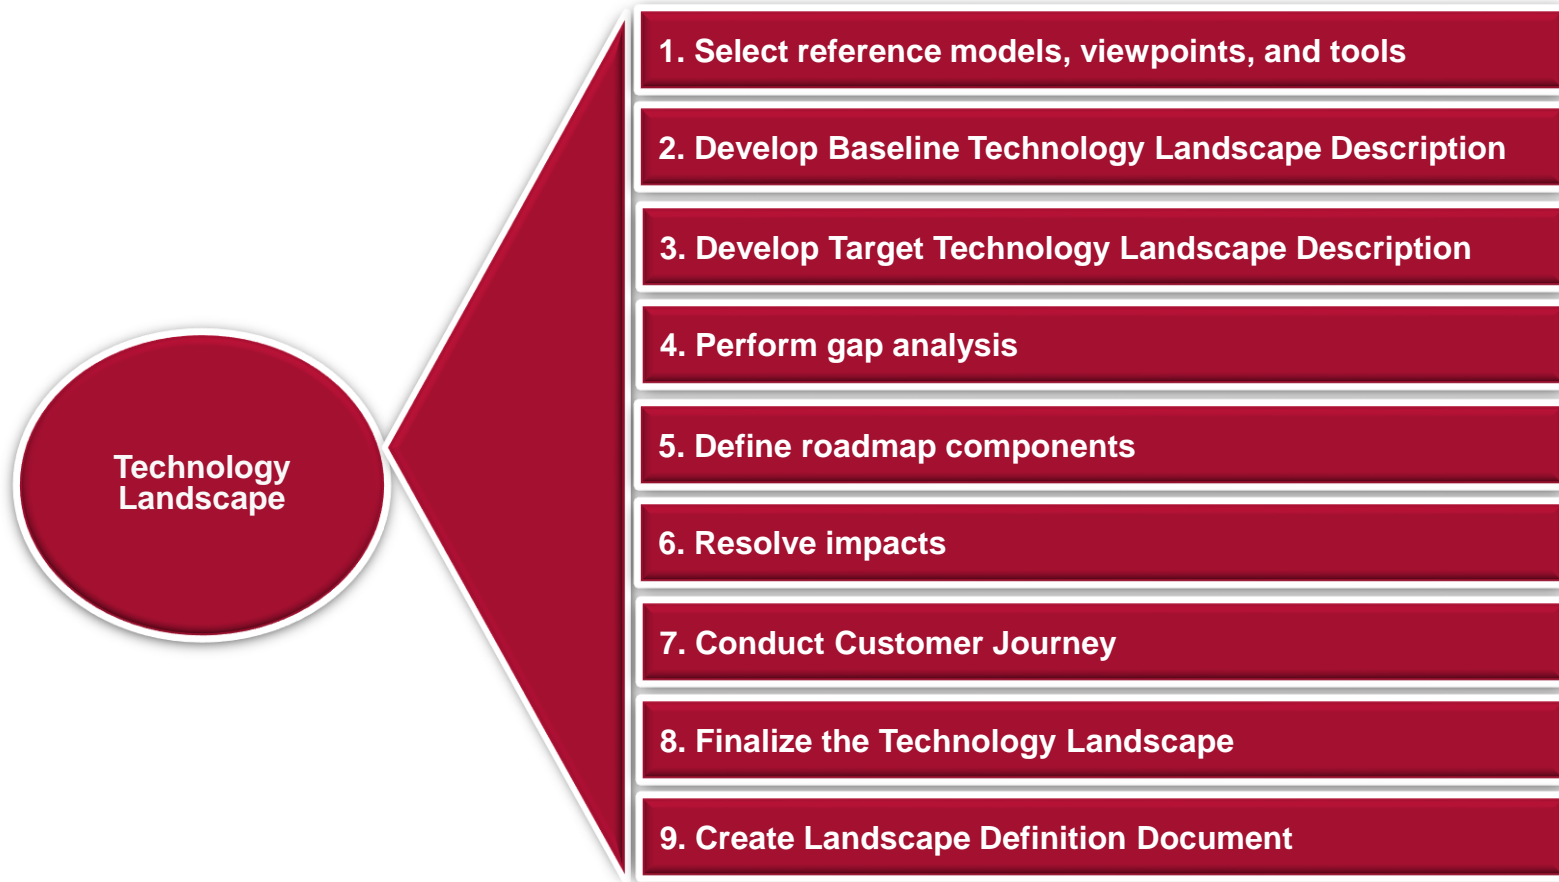 1. Select reference models, viewpoints, and tools
2. Develop Baseline Technology Landscape Description
3. Develop Target Technology Landscape Description
4. Perform gap analysis
5. Define roadmap components
Technology
Landscape
6. Resolve impacts
7. Conduct Customer Journey
8. Finalize the Technology Landscape
9. Create Landscape Definition Document